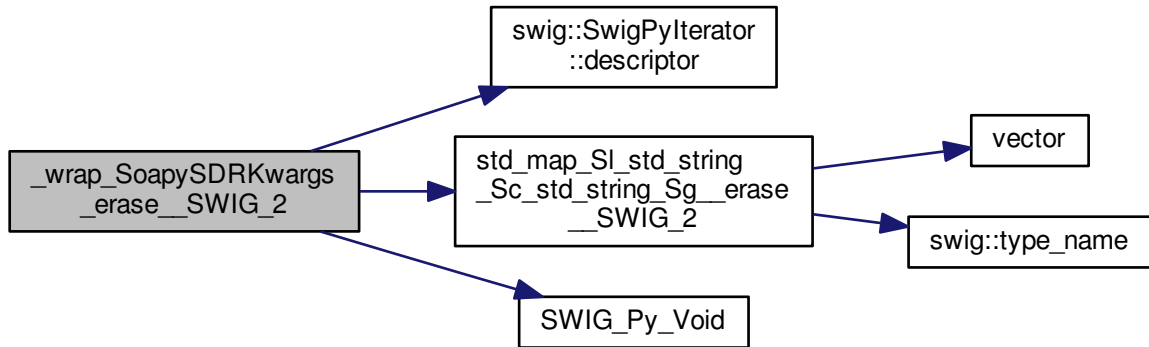 swig::SwigPyIterator
::descriptor
_wrap_SoapySDRKwargs
_erase__SWIG_2
std_map_Sl_std_string
_Sc_std_string_Sg__erase
__SWIG_2
vector
swig::type_name
SWIG_Py_Void